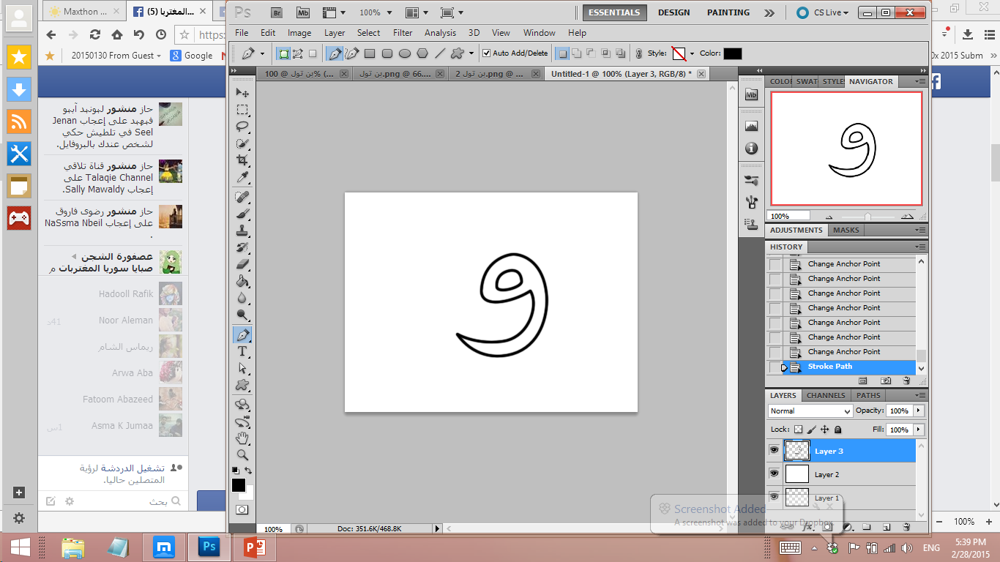 Maxthon ...
(5) المغتربا...
Ps
Br
Mb
100%
ESSENTIALS
DESIGN
PAINTING
CS Live
File Edit Image Layer Select Filter Analysis 3D View Window Help
https:
Auto Add/Delete
Style:
Color:
20150130 From Guest
Google
0x 2015 Subm
بن تول @ 100% (...
بن تول.png @ 66....
بن تول 2.png @ ...
Untitled-1 @ 100% (Layer 3, RGB/8) *
SWAT
STYLE
NAVIGATOR
Mb
حاز منشور
على إعجاب Jenan
Seel في تلطيش حكي
لشخص عندك بالبروفايل.
حاز منشور قناة تلاقي
Talaqie Channel على
إعجاب Sally Mawaldy.
حاز منشور رضوى فاروق
على إعجاب NaSsma Nbeil
.
عصفورة الشجن
صبايا سوريا المغتربات م
Hadooll Rafik
Noor Aleman
41د
ريماس الشام
Arwa Aba
Fatoom Abazeed
Asma K Jumaa
1س
تشغيل الدردشة لرؤية
المتصلين حاليا.
بحث
و
100%
ADJUSTMENTS
MASKS
HISTORY
Change Anchor Point
Change Anchor Point
Change Anchor Point
Change Anchor Point
Change Anchor Point
Change Anchor Point
Change Anchor Point
Stroke Path
LAYERS
CHANNELS
PATHS
Normal
Opacity: 100%
Lock:
Fill: 100%
Layer 3
Layer 2
Layer 1
Screenshot Added
A screenshot was added to your Dropbox.
100%
Doc: 351.6K/468.8K
100%
Ps
ENG
5:39 PM
2/28/2015